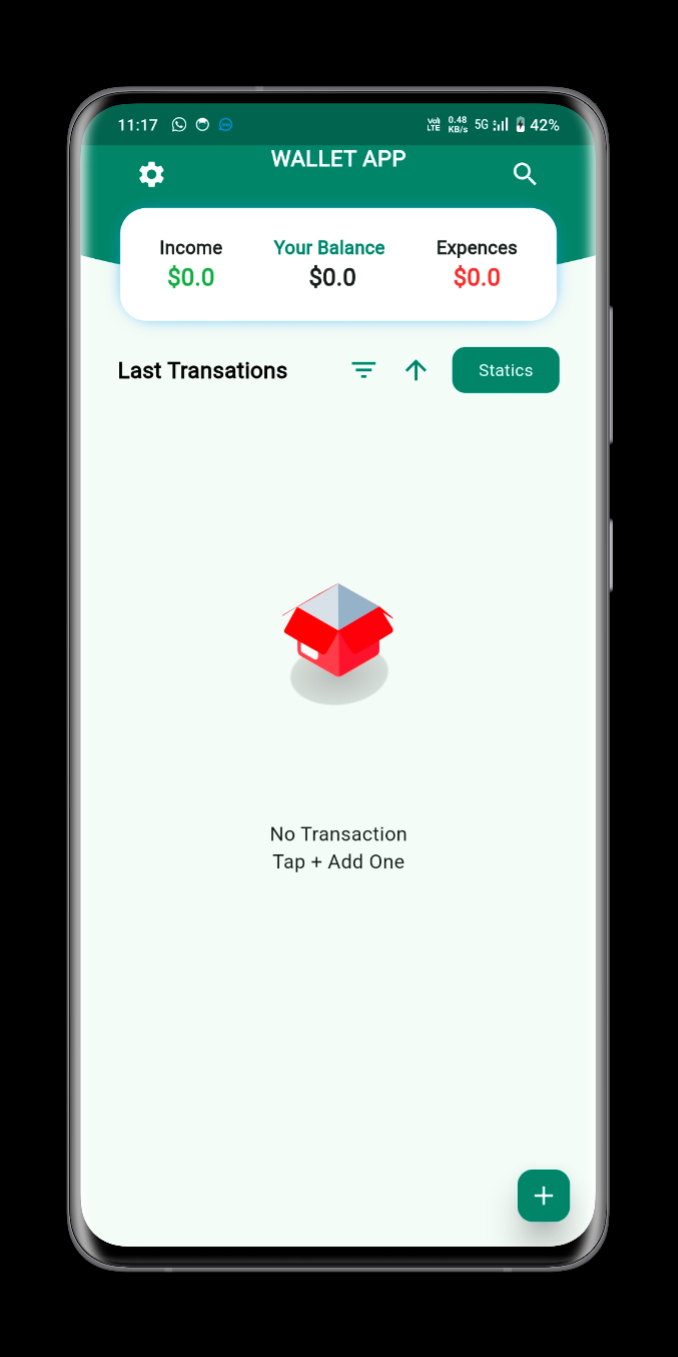 11:17 Vo) LTE 0.48 KB/s 5G 42%
WALLET APP
Income Your Balance Expences
$0.0 $0.0 $0.0
Last Transations Statics
No Transaction
Tap + Add One